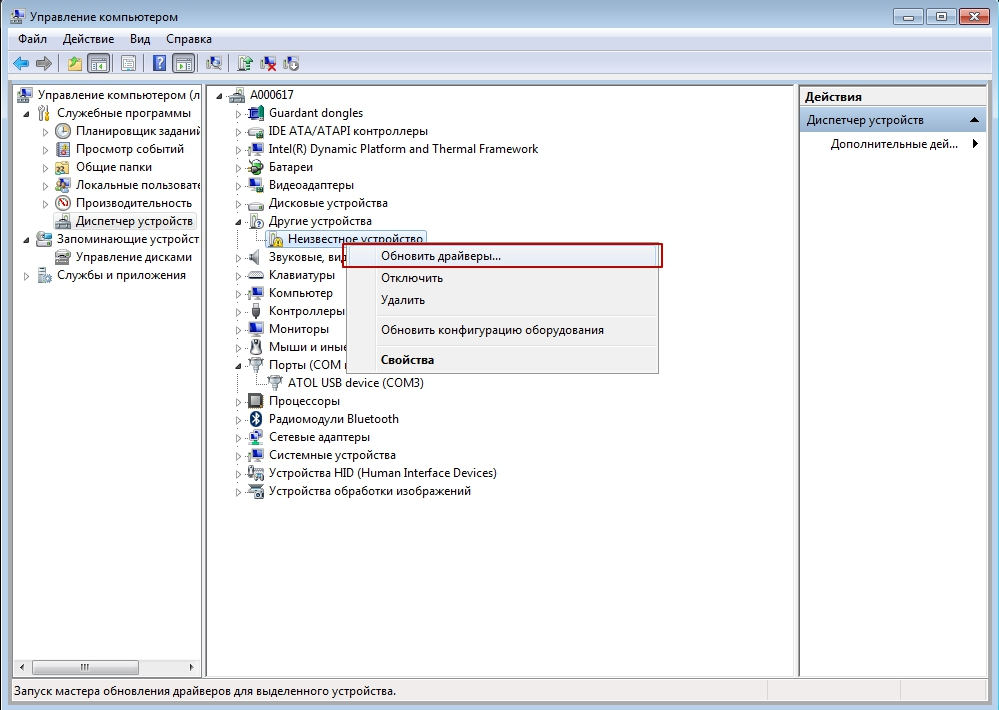 Управление компьютером
Файл Действие Вид Справка
Управление компьютером (л
Служебные программы
Планировщик заданий
Просмотр событий
Общие папки
Локальные пользовате
Производительность
Диспетчер устройств
Запоминающие устройст
Управление дисками
Службы и приложения
A000617
Guardant dongles
IDE ATA/ATAPI контроллеры
Intel(R) Dynamic Platform and Thermal Framework
Батареи
Видеоадаптеры
Дисковые устройства
Другие устройства
Неизвестное устройство
Звуковые, вид
Клавиатуры
Компьютер
Контроллеры
Мониторы
Мыши и иные
Порты (COM
ATOL USB device (COM3)
Процессоры
Радиомодули Bluetooth
Сетевые адаптеры
Системные устройства
Устройства HID (Human Interface Devices)
Устройства обработки изображений
Обновить драйверы...
Отключить
Удалить
Обновить конфигурацию оборудования
Свойства
Действия
Диспетчер устройств
Дополнительные дей...
Запуск мастера обновления драйверов для выделенного устройства.